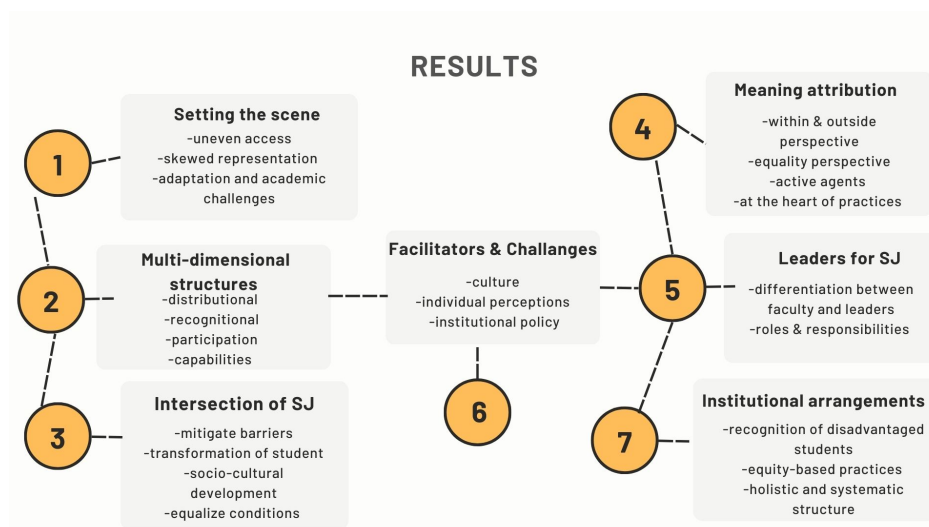 RESULTS
1
Setting the scene
-uneven access
-skewed representation
-adaptation and academic
challenges
2
Multi-dimensional
structures
-distributional
-recognitional
-participation
-capabilities
3
Intersection of SJ
-mitigate barriers
-transformation of student
-socio-cultural
development
-equalize conditions
Facilitators & Challanges
-culture
-individual perceptions
-institutional policy
6
4
Meaning attribution
-within & outside
perspective
-equality perspective
-active agents
-at the heart of practices
5
Leaders for SJ
-differentiation between
faculty and leaders
-roles & responsibilities
7
Institutional arrangements
-recognition of disadvantaged
students
-equity-based practices
-holistic and systematic
structure